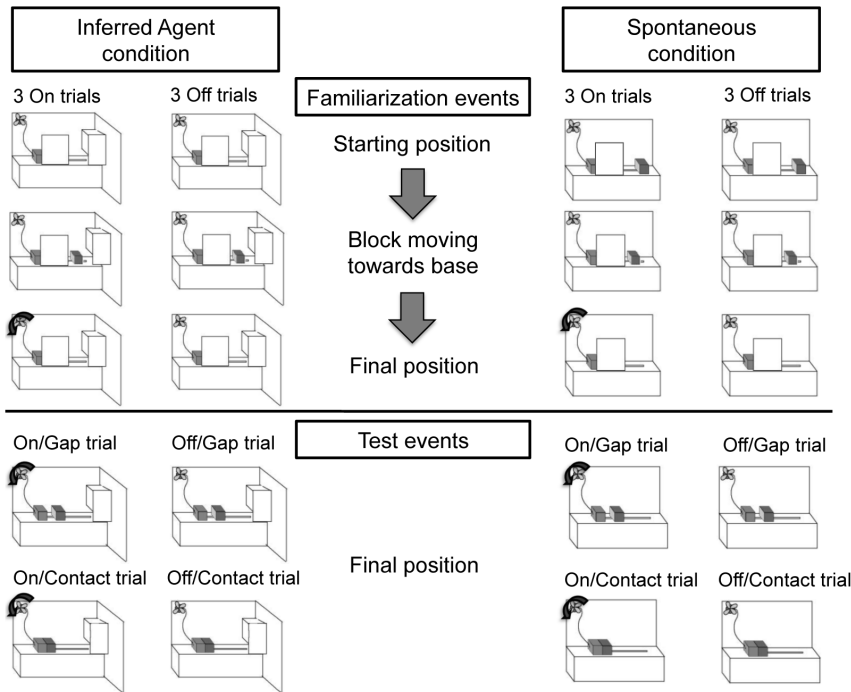 Inferred Agent
condition
Spontaneous
condition
3 On trials
3 Off trials
Familiarization events
3 On trials
3 Off trials
Starting position
Block moving
towards base
Final position
On/Gap trial
Off/Gap trial
Test events
On/Gap trial
Off/Gap trial
Final position
On/Contact trial
Off/Contact trial
On/Contact trial
Off/Contact trial